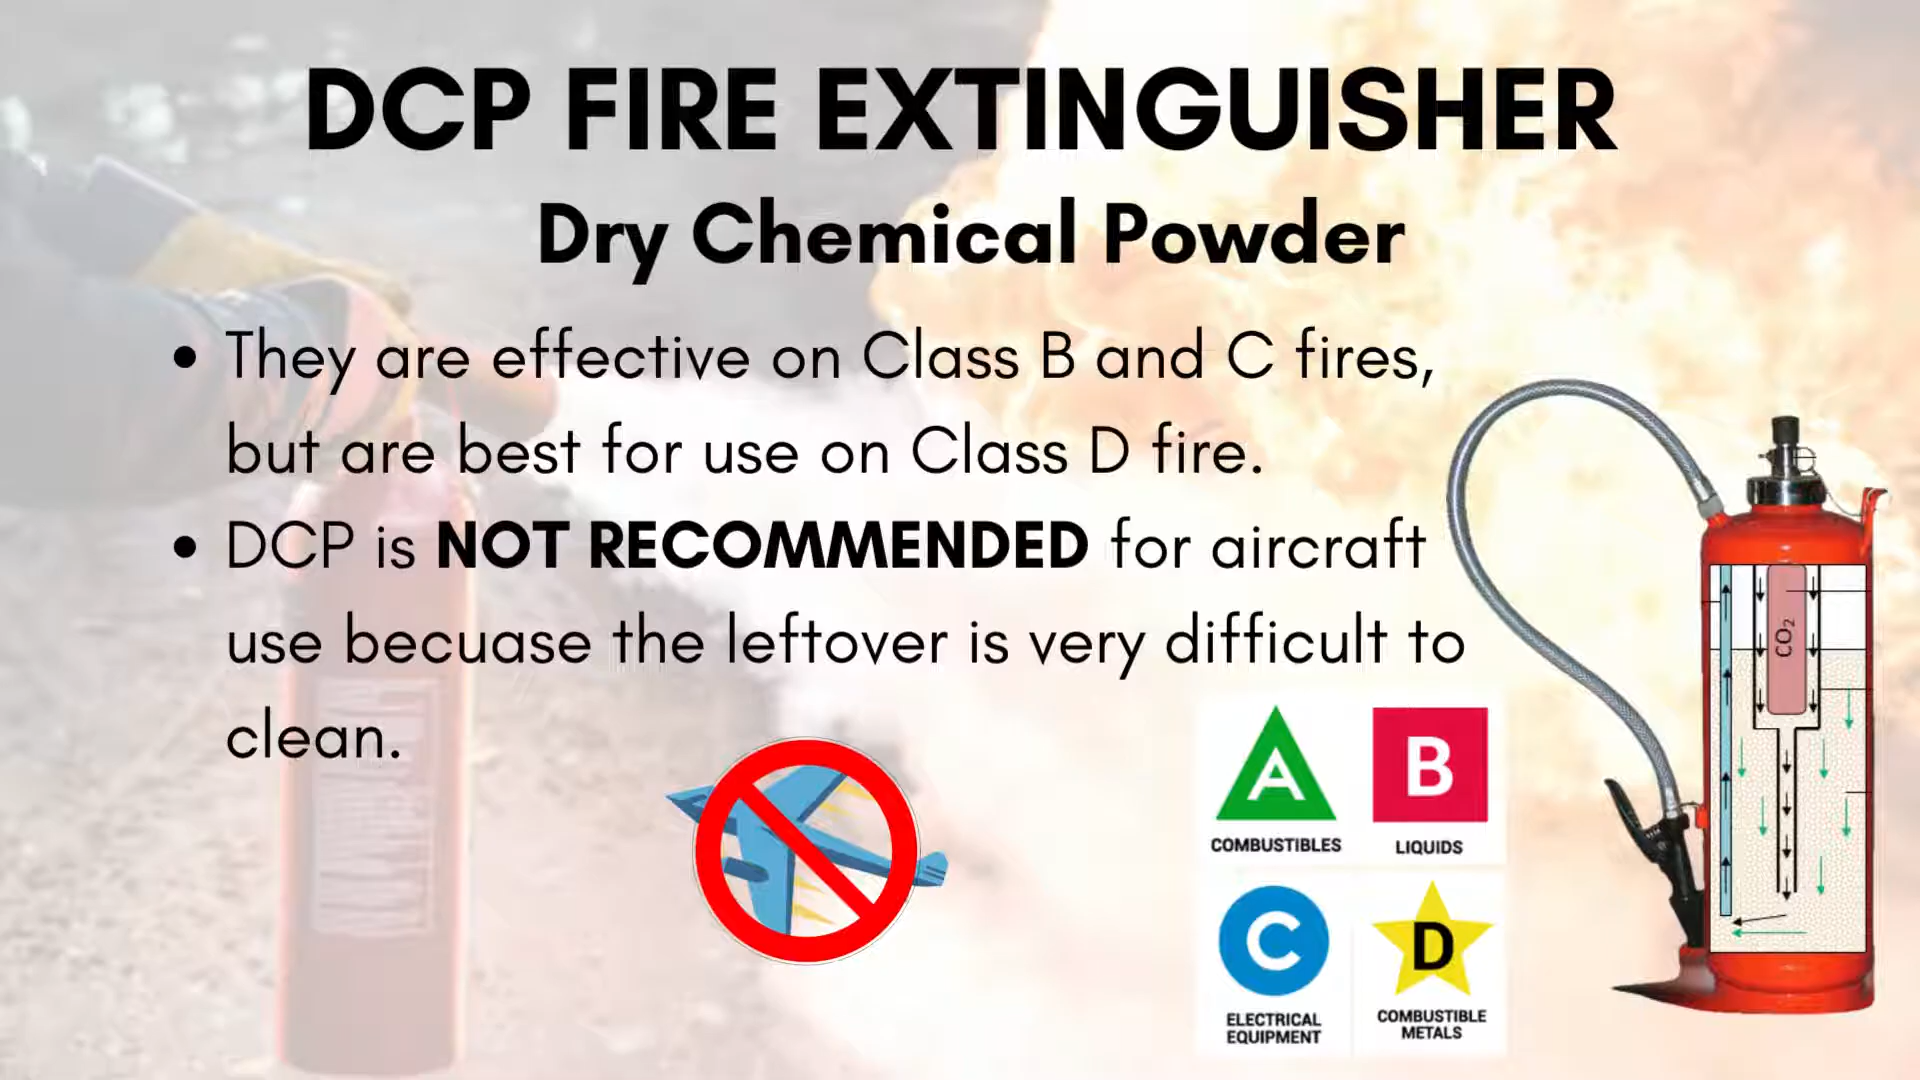 DCP FIRE EXTINGUISHER
Dry Chemical Powder
• They are effective on Class B and C fires,
but are best for use on Class D fire.
• DCP is NOT RECOMMENDED for aircraft
use becuase the leftover is very difficult to
clean.
CO₂
A
COMBUSTIBLES
B
LIQUIDS
C
ELECTRICAL
EQUIPMENT
D
COMBUSTIBLE
METALS